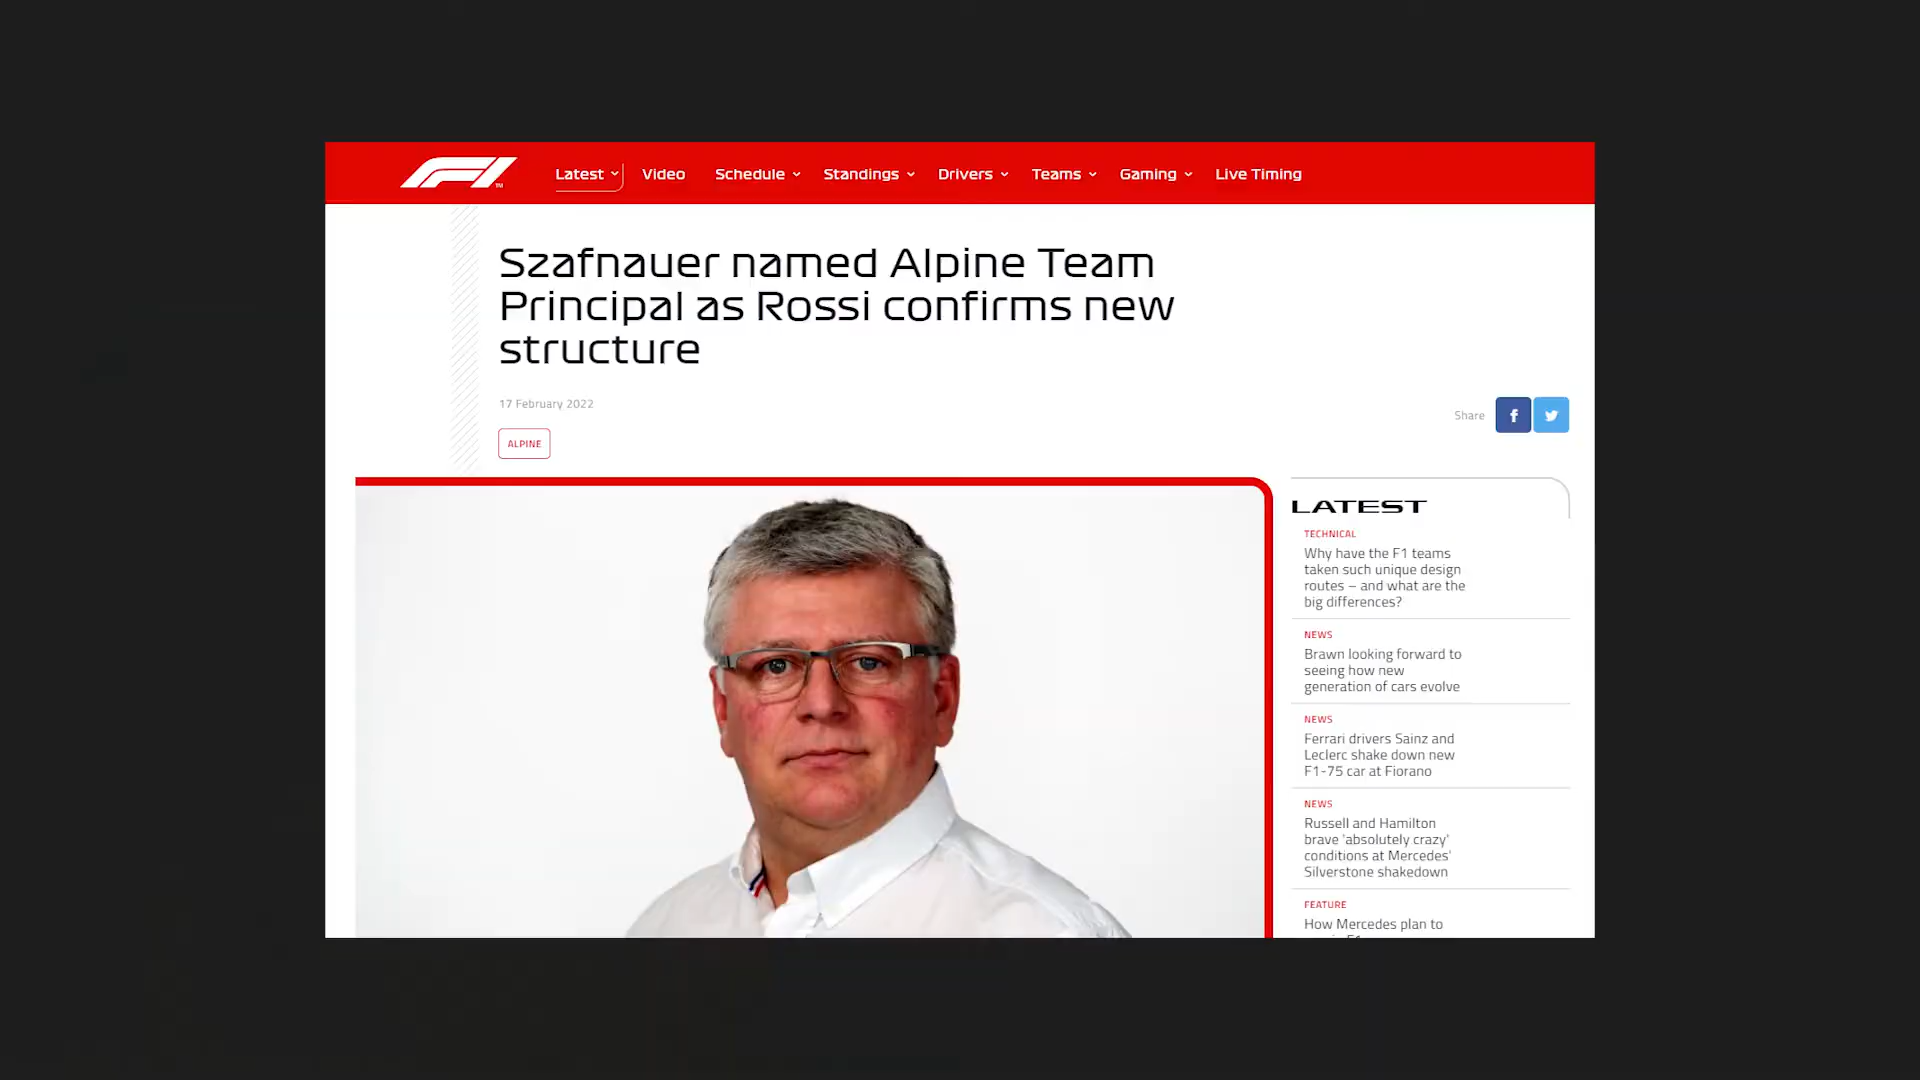 F1
Latest
Video
Schedule
Standings
Drivers
Teams
Gaming
Live Timing
Szafnauer named Alpine Team
Principal as Rossi confirms new
structure
17 February 2022
Share
ALPINE
LATEST
TECHNICAL
Why have the F1 teams
taken such unique design
routes – and what are the
big differences?
NEWS
Brawn looking forward to
seeing how new
generation of cars evolve
NEWS
Ferrari drivers Sainz and
Leclerc shake down new
F1-75 car at Fiorano
NEWS
Russell and Hamilton
brave 'absolutely crazy'
conditions at Mercedes'
Silverstone shakedown
FEATURE
How Mercedes plan to